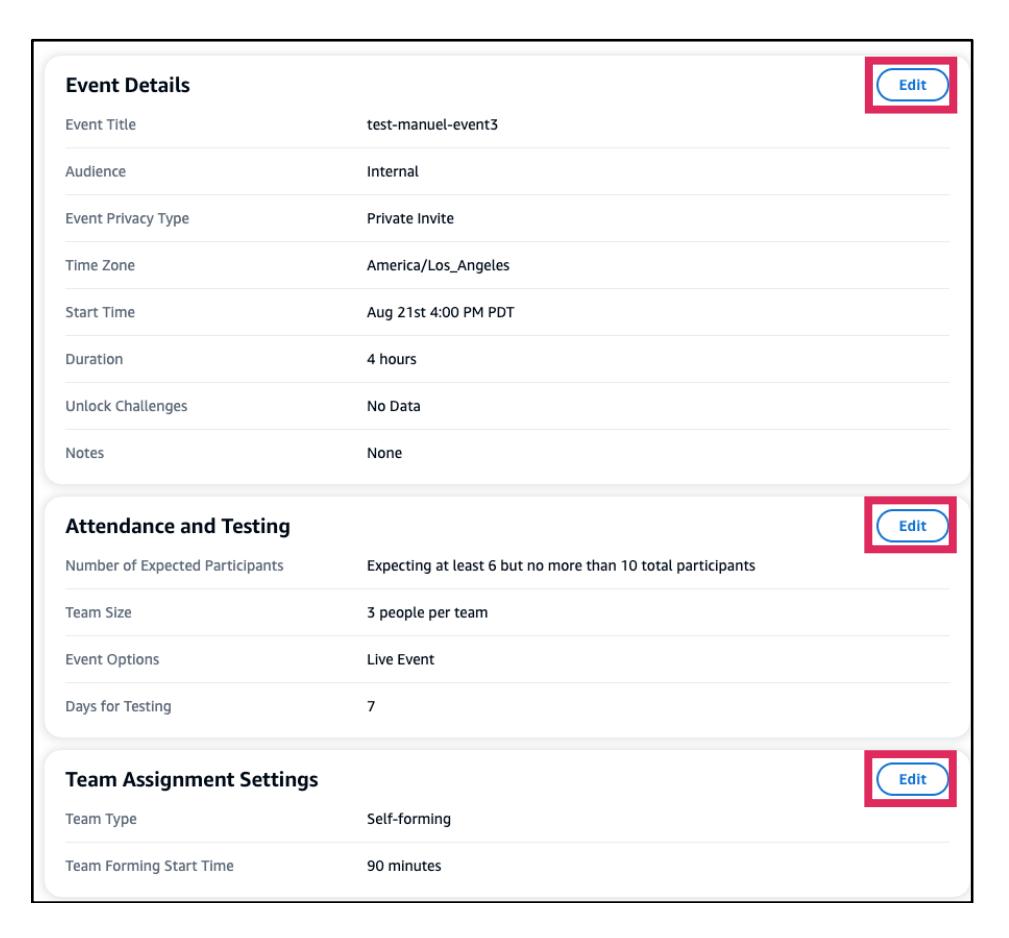 Event Details
Edit
Event Title test-manuel-event3
Audience Internal
Event Privacy Type Private Invite
Time Zone America/Los_Angeles
Start Time Aug 21st 4:00 PM PDT
Duration 4 hours
Unlock Challenges No Data
Notes None
Attendance and Testing
Edit
Number of Expected Participants Expecting at least 6 but no more than 10 total participants
Team Size 3 people per team
Event Options Live Event
Days for Testing 7
Team Assignment Settings
Edit
Team Type Self-forming
Team Forming Start Time 90 minutes